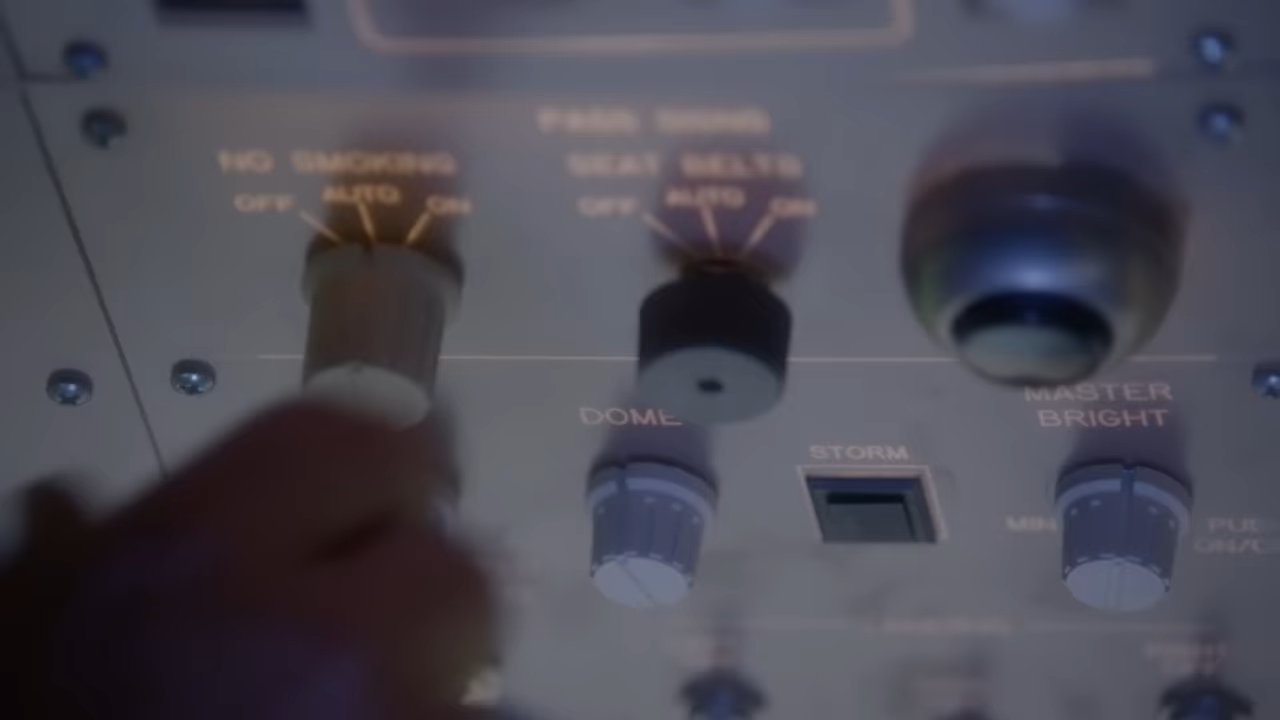 PASS SIGNS
NO SMOKING
SEAT BELTS
OFF AUTO ON
OFF AUTO ON
MASTER
BRIGHT
DOME
STORM
MIN